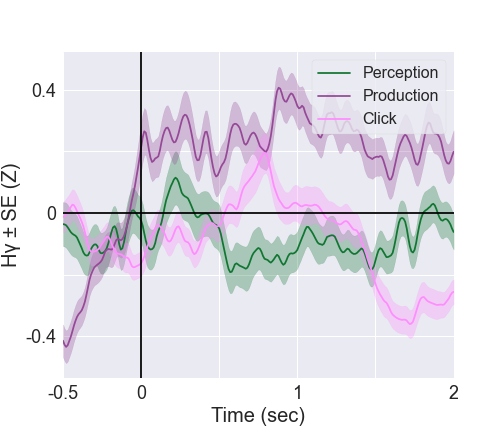 Perception
Production
Click
0.4
0
-0.4
Hγ ± SE (Z)
-0.5 0 1 2
Time (sec)